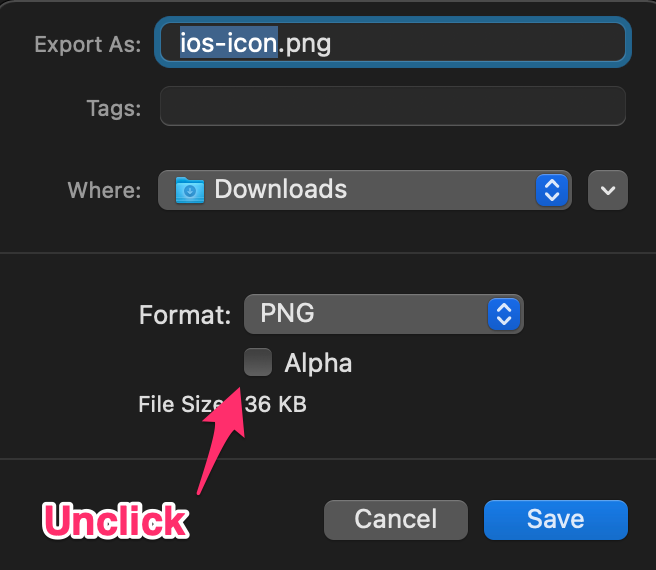 Export As: ios-icon.png
Tags:
Where: Downloads
Format: PNG
Alpha
File Size: 36 KB
Unclick
Cancel Save